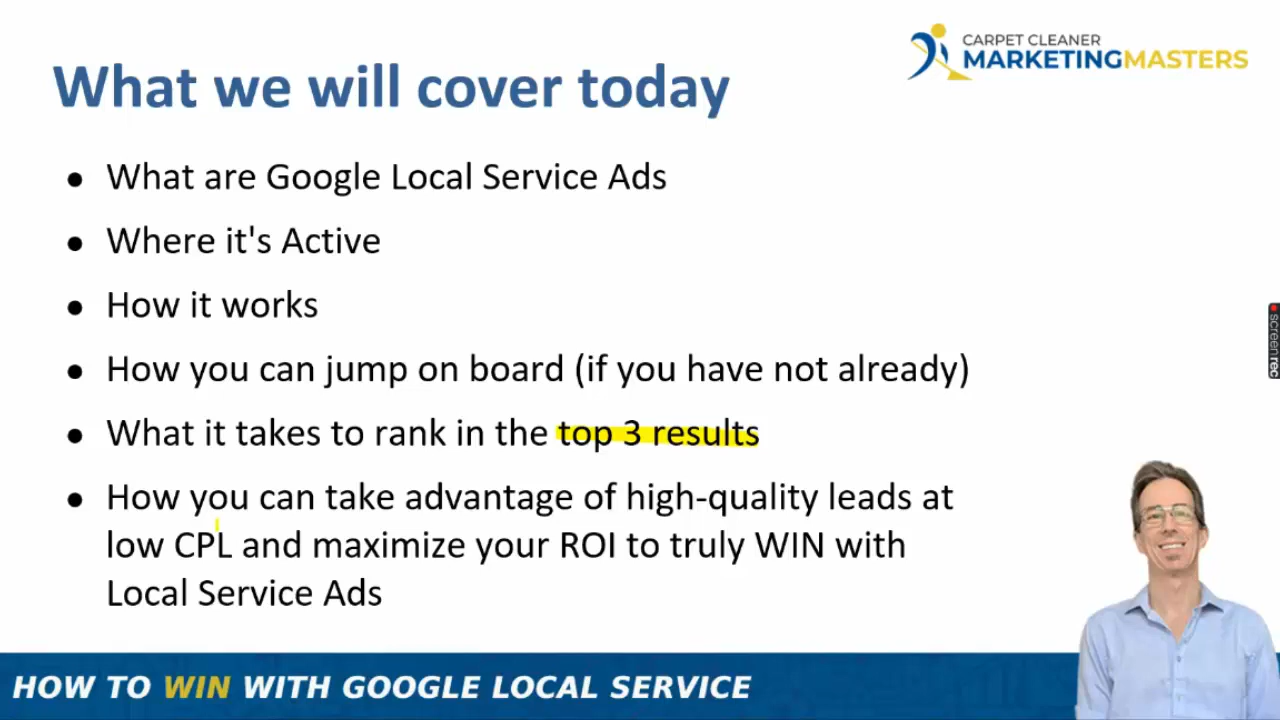 CARPET CLEANER
MARKETINGMASTERS
What we will cover today
● What are Google Local Service Ads
● Where it's Active
● How it works
● How you can jump on board (if you have not already)
● What it takes to rank in the top 3 results
● How you can take advantage of high-quality leads at
low CPL and maximize your ROI to truly WIN with
Local Service Ads
screenrec
HOW TO WIN WITH GOOGLE LOCAL SERVICE